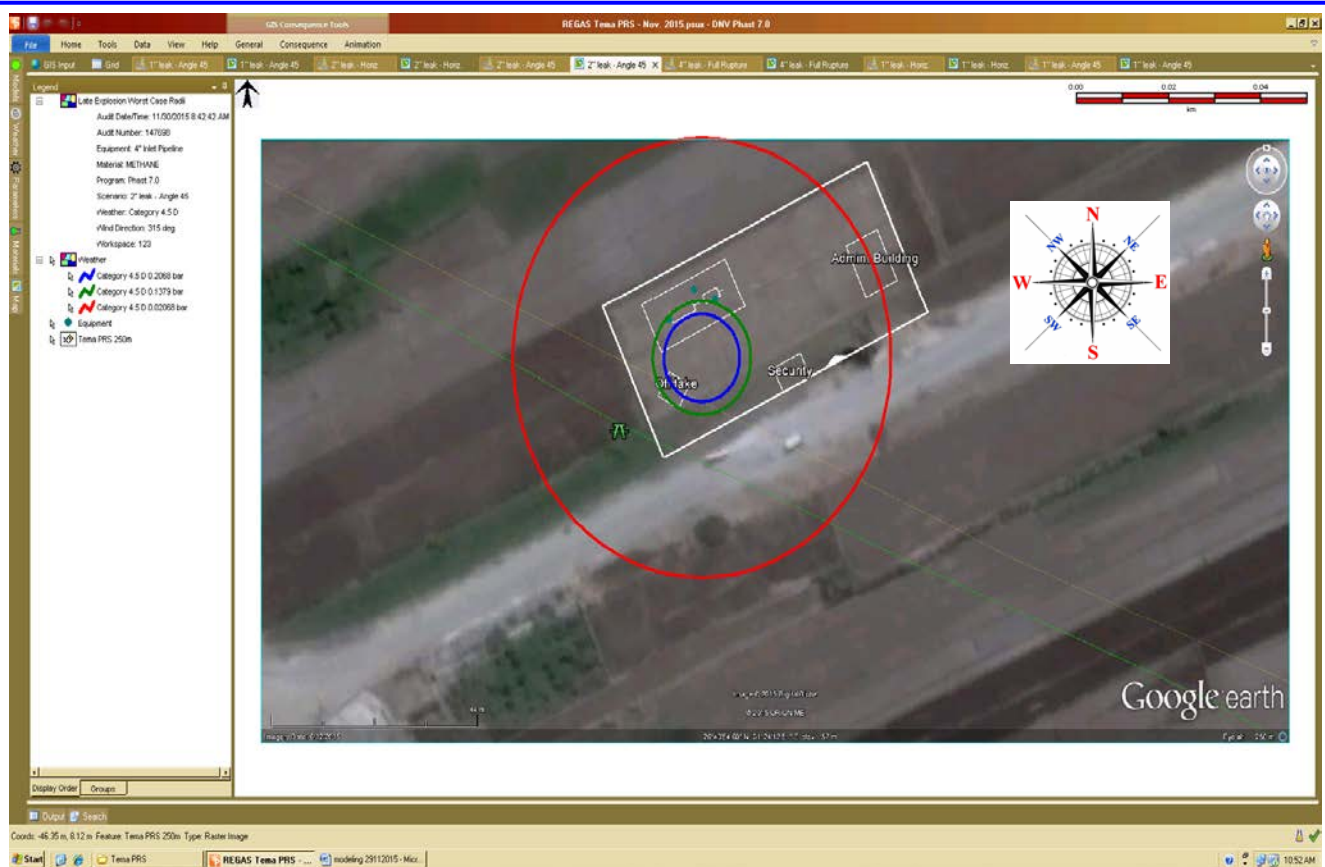 GIS Consequence Tools
REGAS Tema PRS - Nov. 2015.psux - DNV Phast 7.0
File Home Tools Data View Help General Consequence Animation
GIS Input Grid 1" leak - Angle 45 1" leak - Angle 45 2" leak - Horiz. 2" leak - Horiz. 2" leak - Angle 45 2" leak - Angle 45 X 4" leak - Full Rupture 4" leak - Full Rupture 1" leak - Horiz. 1" leak - Horiz. 1" leak - Angle 45 1" leak - Angle 45
Models
Weather
Parameters
Materials
Map
Legend
Late Explosion Worst Case Radii
Audit Date/Time: 11/30/2015 8:42:42 AM
Audit Number: 147698
Equipment: 4" Inlet Pipeline
Material: METHANE
Program: Phast 7.0
Scenario: 2" leak - Angle 45
Weather: Category 4.5 D
Wind Direction: 315 deg
Workspace: 123
Weather
Category 4.5 D 0.2068 bar
Category 4.5 D 0.1379 bar
Category 4.5 D 0.02068 bar
Equipment
Tema PRS 250m
0.00 0.02 0.04
km
N
NW NE
W E
SW SE
S
Admin. Building
Security
Google earth
Display Order Groups
Output Search
Coords: -46.35 m, 8.12 m Feature: Tema PRS 250m Type: Raster Image
Start Tema PRS REGAS Tema PRS - ... modeling 29112015 - Micr... 10:52 AM